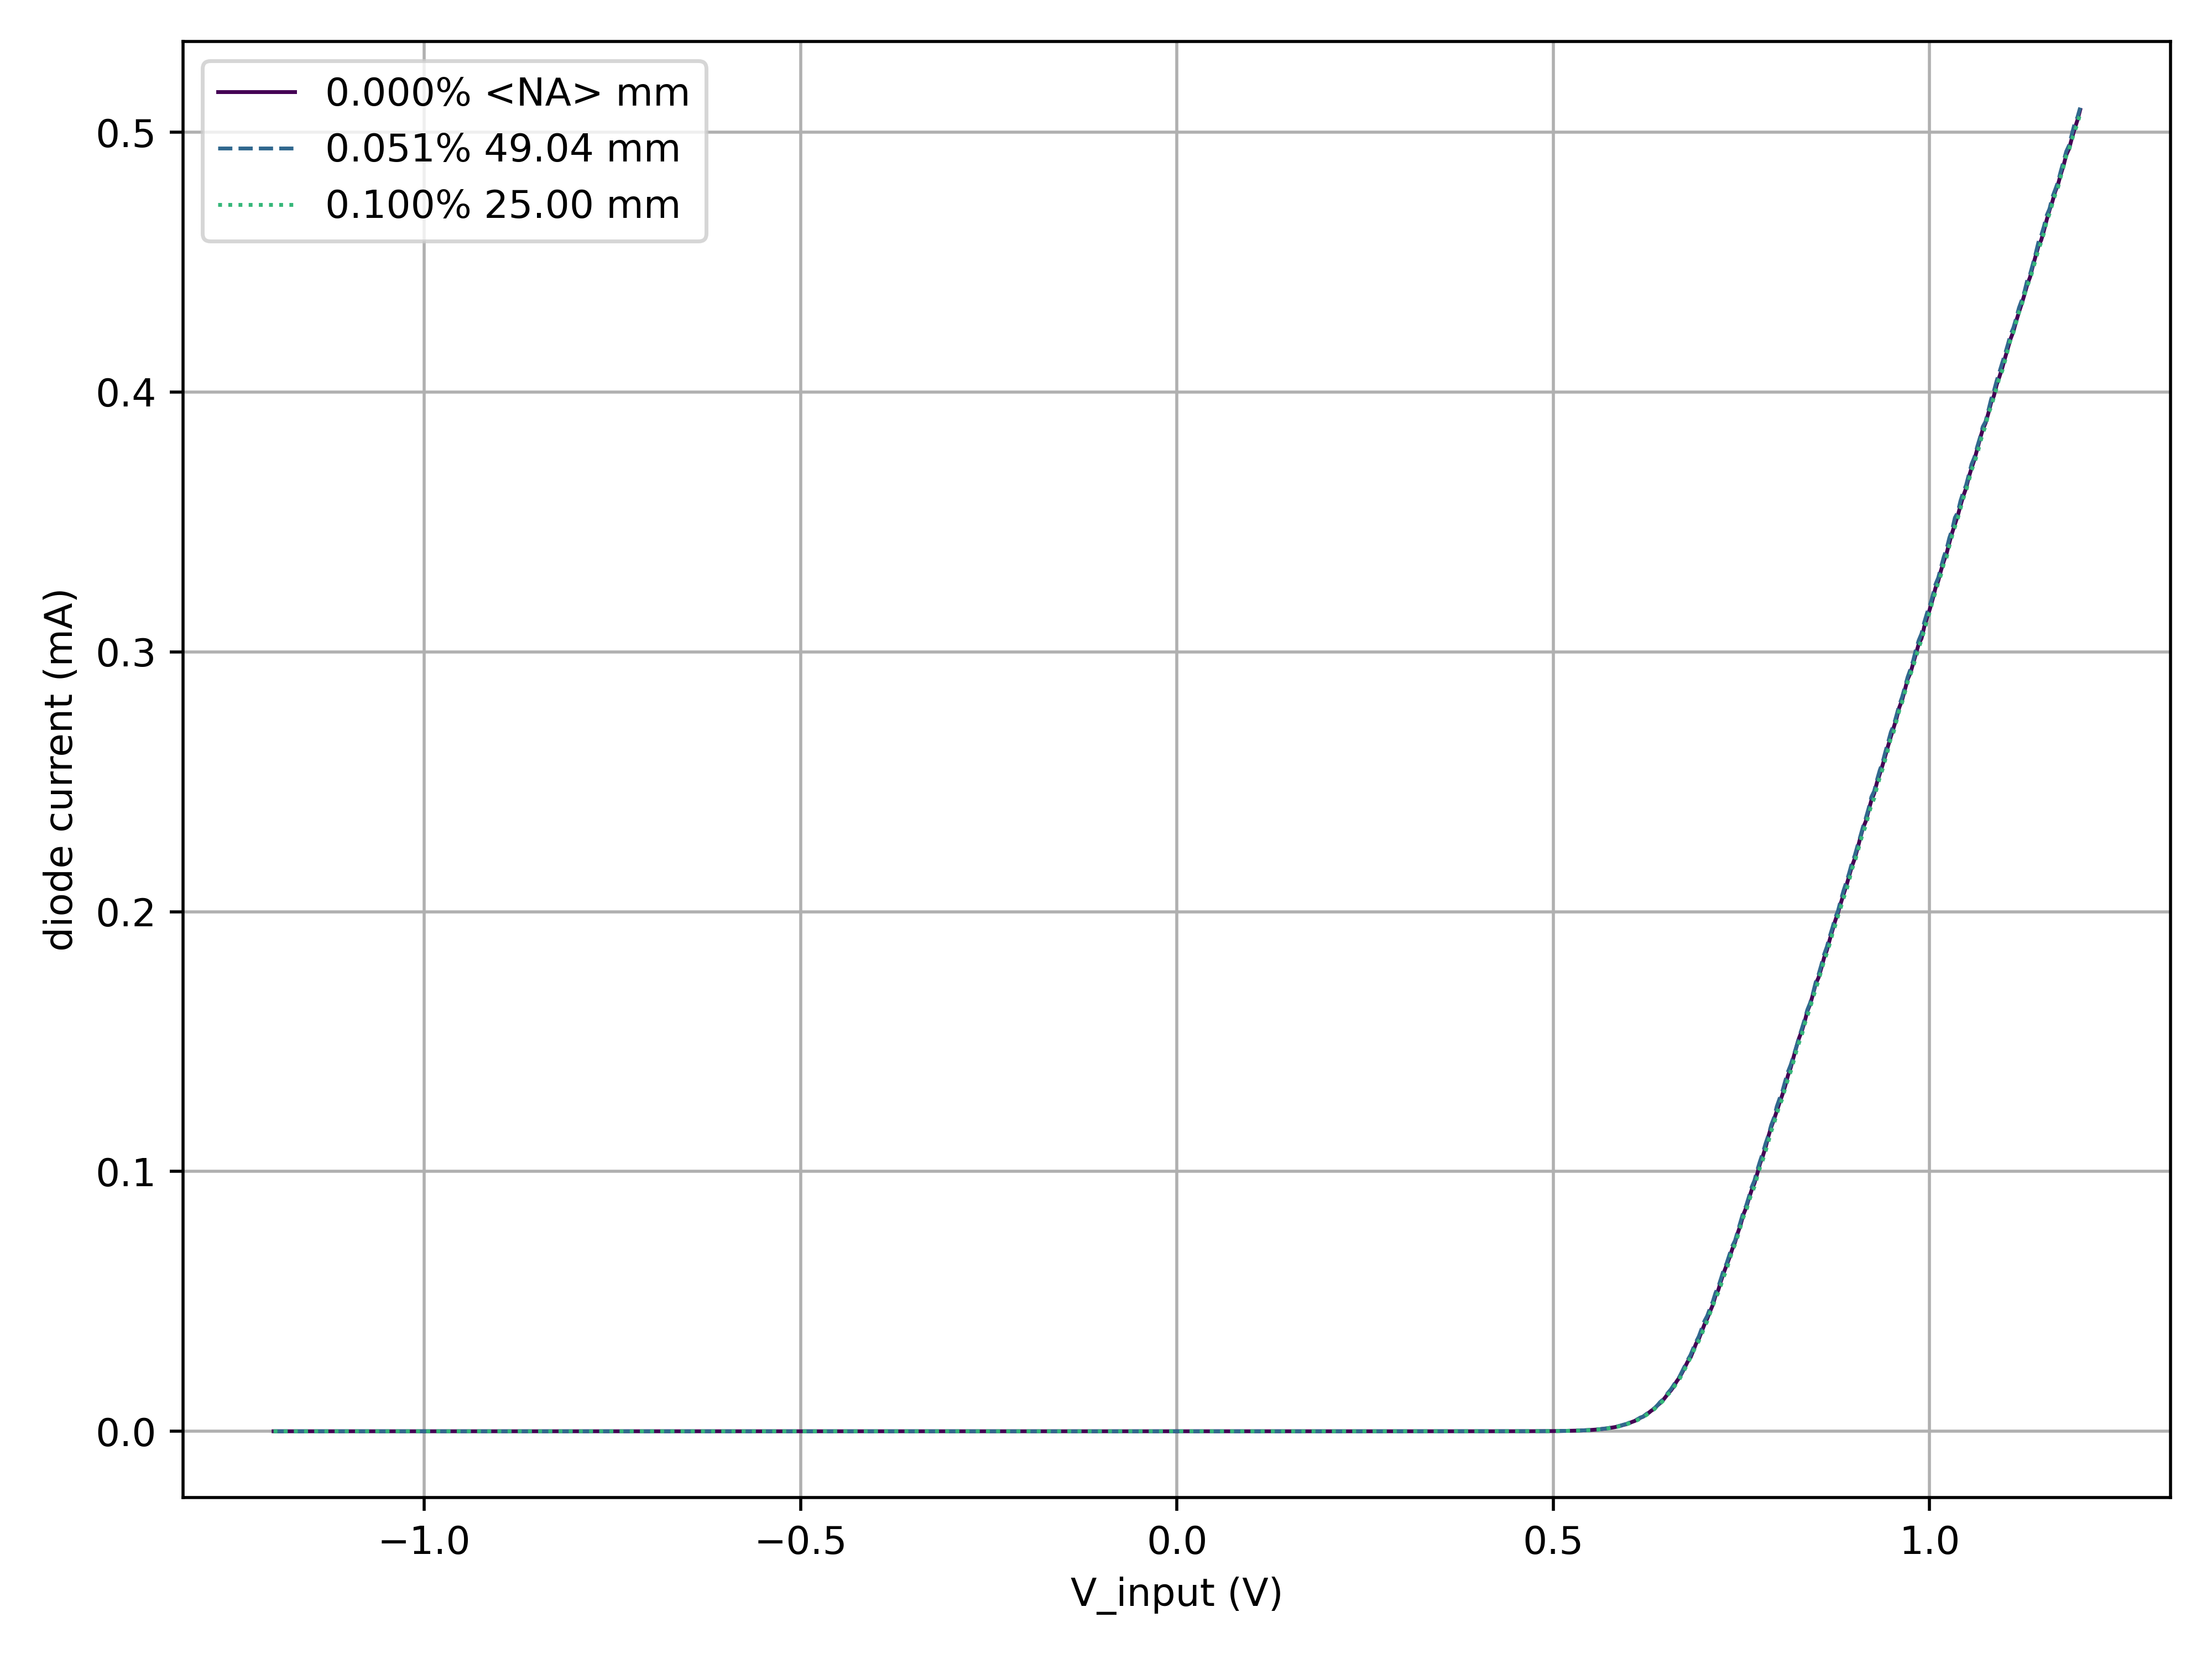 0.000% <NA> mm
0.051% 49.04 mm
0.100% 25.00 mm
0.5
0.4
0.3
0.2
0.1
0.0
diode current (mA)
−1.0 −0.5 0.0 0.5 1.0
V_input (V)